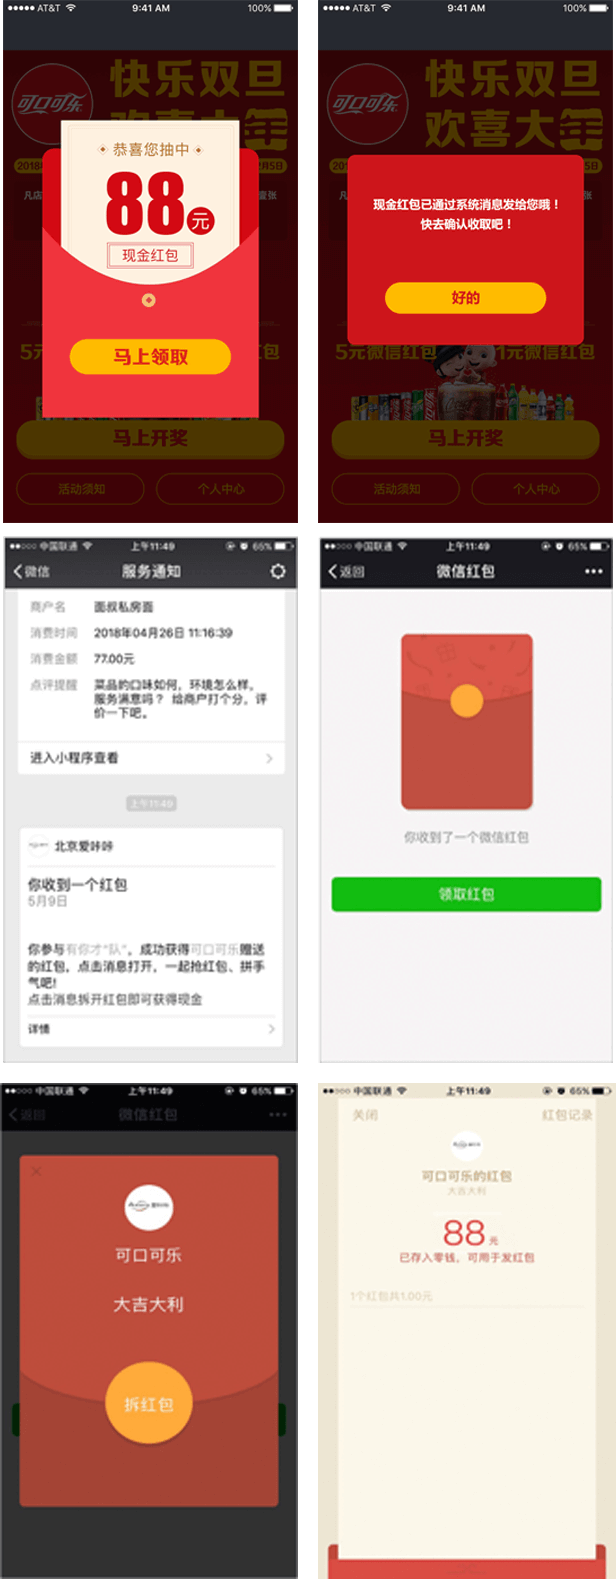 ●●●●● AT&T 9:41 AM 100%
可口可乐
快乐双旦
2018
恭喜您抽中
88元
现金红包
马上领取
5元
红包
马上开奖
活动须知 个人中心
●●●●● AT&T 9:41 AM 100%
可口可乐
快乐双旦
欢喜大
2018
月5日
现金红包已通过系统消息发给您哦！
快去确认收取吧！
好的
5元微信红包 1元微信红包
马上开奖
活动须知 个人中心
●●○○○ 中国联通 上午11:49 65%
微信 服务通知
商户名 面叔私房面
消费时间 2018年04月26日 11:16:39
消费金额 77.00元
点评提醒 菜品的口味如何，环境怎么样，
服务满意吗？ 给商户打个分，评
价一下吧。
进入小程序查看
上午11:49
北京爱咔咔
你收到一个红包
5月9日
你参与有你才“队”，成功获得可口可乐赠送
的红包，点击消息打开，一起抢红包、拼手
气吧!
点击消息拆开红包即可获得现金
详情
●●○○○ 中国联通 上午11:49 65%
返回 微信红包
你收到了一个微信红包
领取红包
●●○○○ 中国联通 上午11:49 65%
返回 微信红包
可口可乐
大吉大利
拆红包
●●○○○ 中国联通 上午11:49 65%
关闭 红包记录
可口可乐的红包
大吉大利
88元
已存入零钱，可用于发红包
1个红包共1.00元